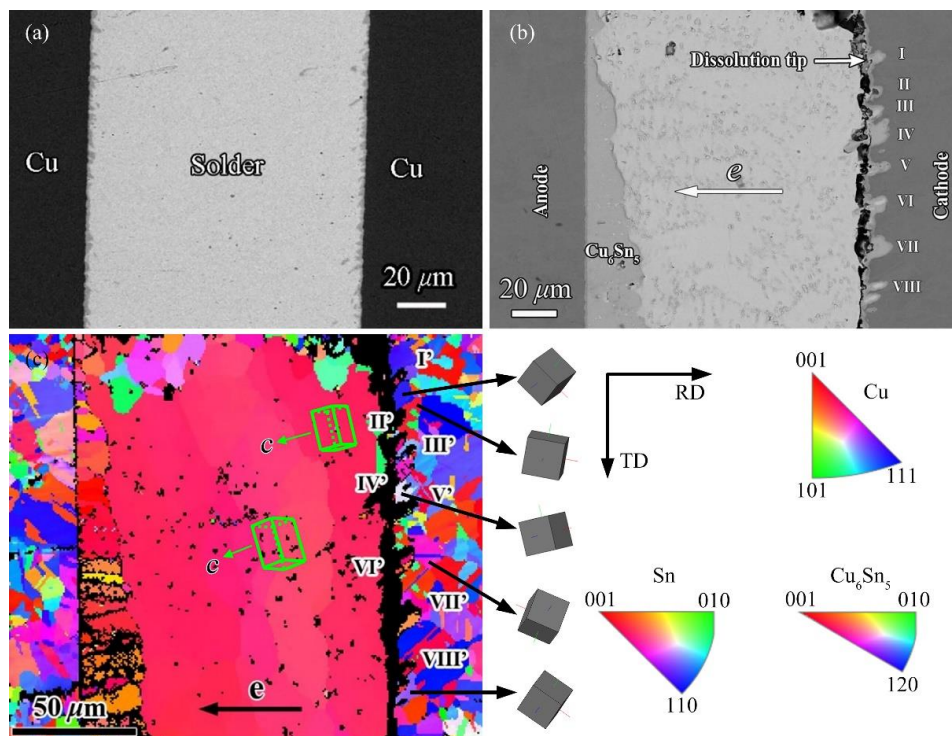 (a)
Cu
Solder
Cu
20 μm
(b)
Dissolution tip
I
II
III
IV
V
VI
VII
VIII
e
Anode
Cathode
Cu6Sn5
20 μm
(c)
I'
II'
III'
IV'
V'
VI'
VII'
VIII'
c
c
e
50 μm
RD
TD
001
Cu
101
111
Sn
001
010
110
Cu6Sn5
001
010
120